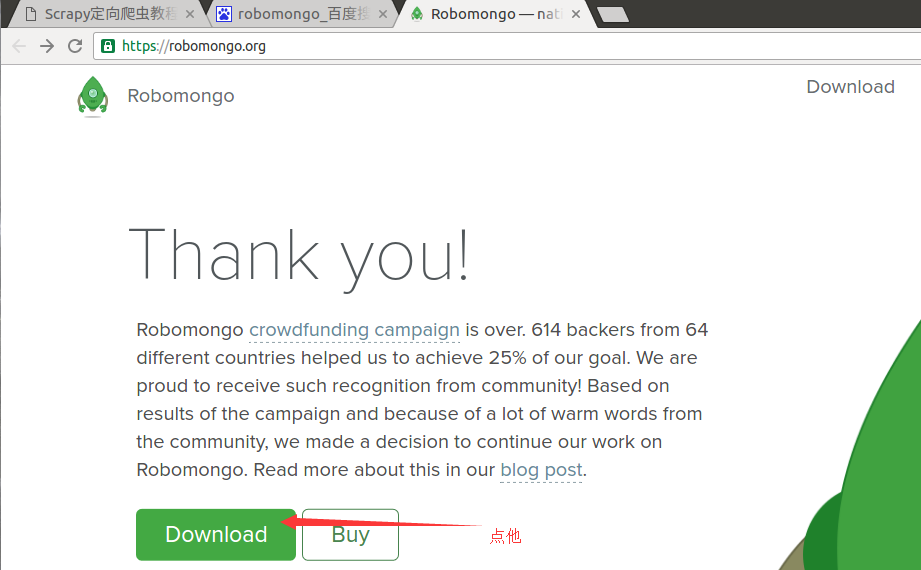 Scrapy定向爬虫教程
robomongo_百度搜
Robomongo — nat
https://robomongo.org
Robomongo
Download
Thank you!
Robomongo crowdfunding campaign is over. 614 backers from 64
different countries helped us to achieve 25% of our goal. We are
proud to receive such recognition from community! Based on
results of the campaign and because of a lot of warm words from
the community, we made a decision to continue our work on
Robomongo. Read more about this in our blog post.
Download
Buy
点他